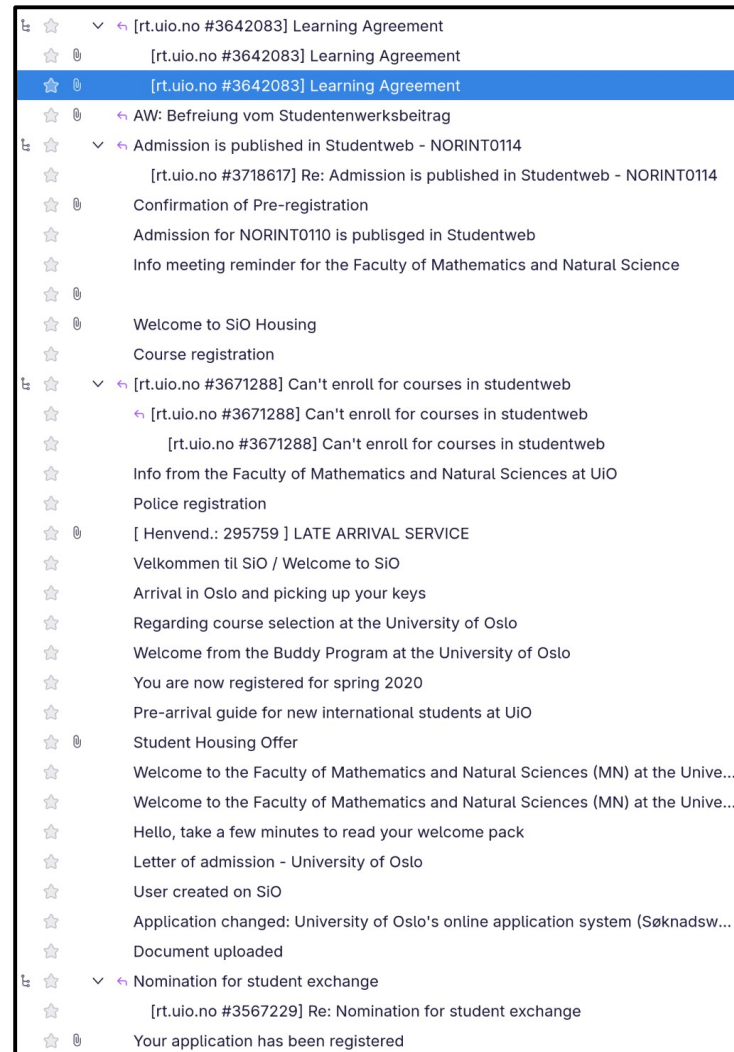 [rt.uio.no #3642083] Learning Agreement
[rt.uio.no #3642083] Learning Agreement
[rt.uio.no #3642083] Learning Agreement
AW: Befreiung vom Studentenwerksbeitrag
Admission is published in Studentweb - NORINT0114
[rt.uio.no #3718617] Re: Admission is published in Studentweb - NORINT0114
Confirmation of Pre-registration
Admission for NORINT0110 is publisged in Studentweb
Info meeting reminder for the Faculty of Mathematics and Natural Science
Welcome to SiO Housing
Course registration
[rt.uio.no #3671288] Can't enroll for courses in studentweb
[rt.uio.no #3671288] Can't enroll for courses in studentweb
[rt.uio.no #3671288] Can't enroll for courses in studentweb
Info from the Faculty of Mathematics and Natural Sciences at UiO
Police registration
[ Henvend.: 295759 ] LATE ARRIVAL SERVICE
Velkommen til SiO / Welcome to SiO
Arrival in Oslo and picking up your keys
Regarding course selection at the University of Oslo
Welcome from the Buddy Program at the University of Oslo
You are now registered for spring 2020
Pre-arrival guide for new international students at UiO
Student Housing Offer
Welcome to the Faculty of Mathematics and Natural Sciences (MN) at the Unive...
Welcome to the Faculty of Mathematics and Natural Sciences (MN) at the Unive...
Hello, take a few minutes to read your welcome pack
Letter of admission - University of Oslo
User created on SiO
Application changed: University of Oslo's online application system (Søknadsw...
Document uploaded
Nomination for student exchange
[rt.uio.no #3567229] Re: Nomination for student exchange
Your application has been registered